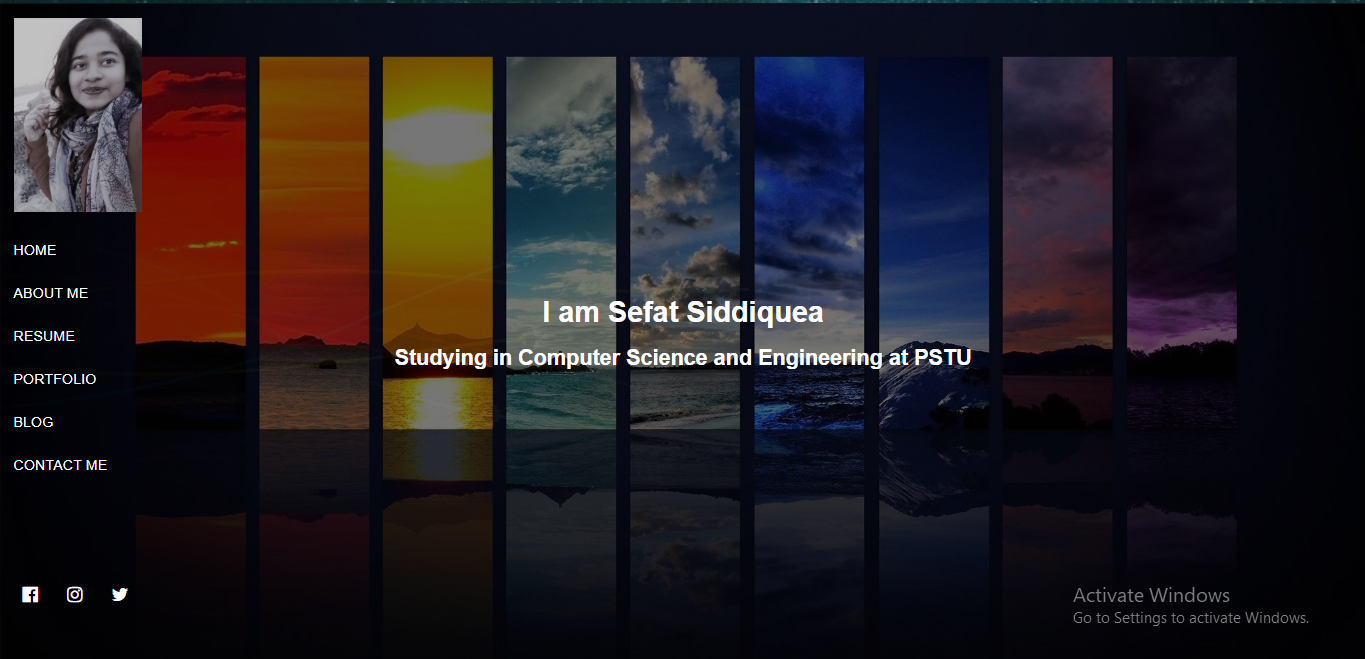 HOME
ABOUT ME
RESUME
PORTFOLIO
BLOG
CONTACT ME
I am Sefat Siddiquea
Studying in Computer Science and Engineering at PSTU
Activate Windows
Go to Settings to activate Windows.